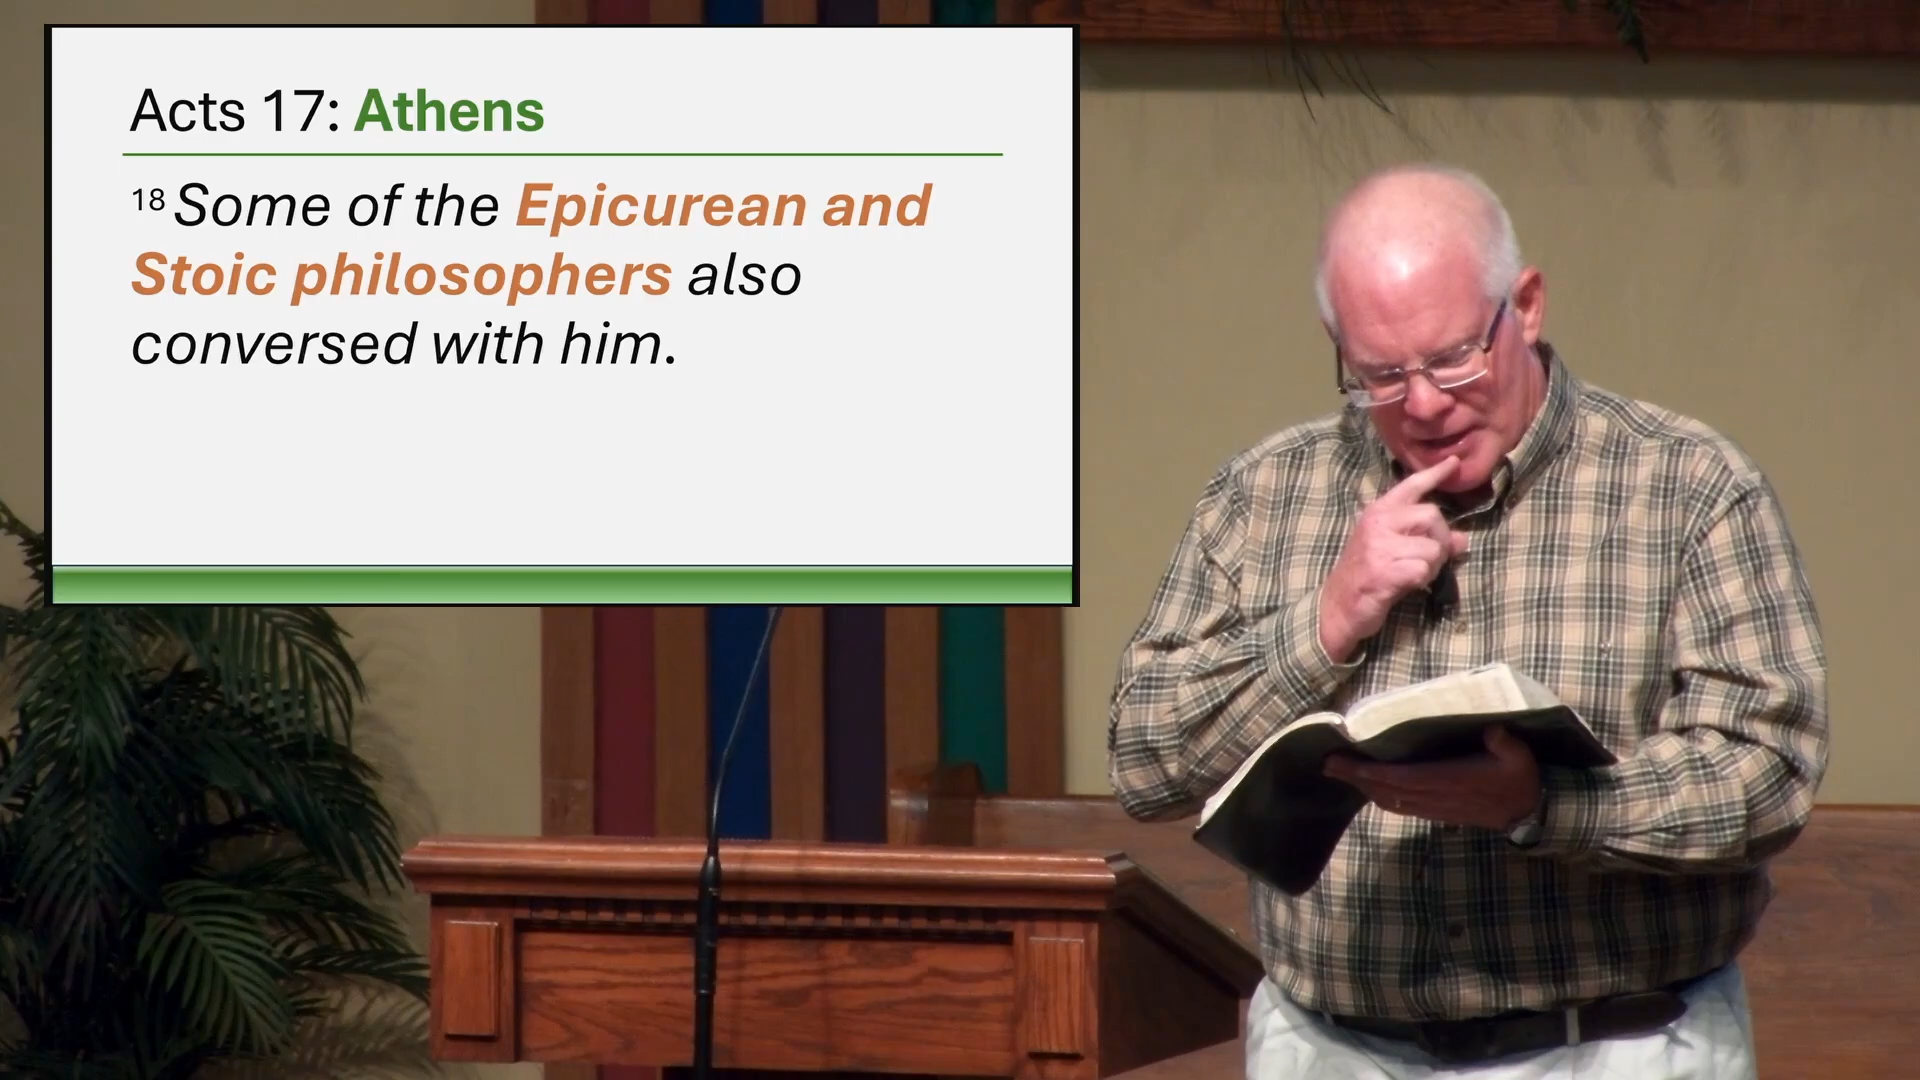 Acts 17: Athens
18 Some of the Epicurean and
Stoic philosophers also
conversed with him.